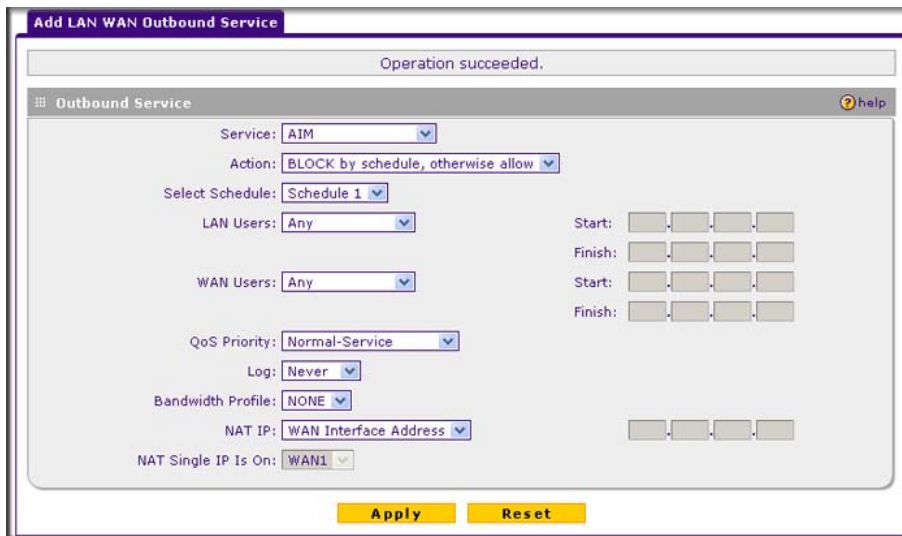 Add LAN WAN Outbound Service
Operation succeeded.
Outbound Service
help
Service: AIM
Action: BLOCK by schedule, otherwise allow
Select Schedule: Schedule 1
LAN Users: Any Start:
Finish:
WAN Users: Any Start:
Finish:
QoS Priority: Normal-Service
Log: Never
Bandwidth Profile: NONE
NAT IP: WAN Interface Address
NAT Single IP Is On: WAN1
Apply Reset